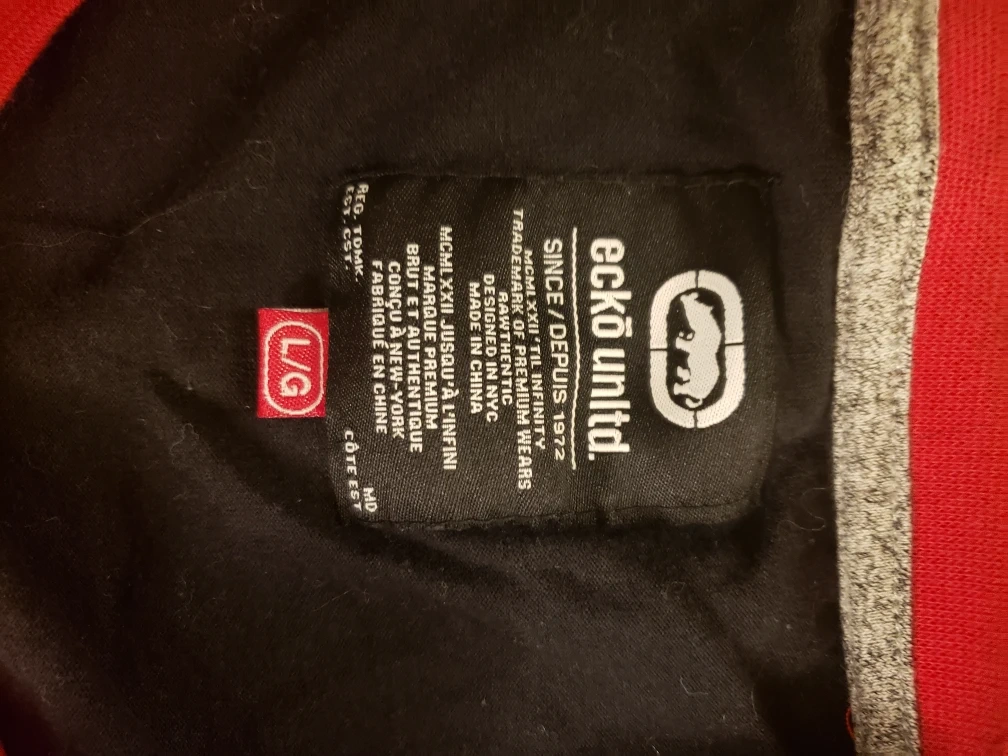 eckō unltd.
SINCE/DEPUIS 1972
MCMLXXII 'TIL INFINITY
TRADEMARK OF PREMIUM WEARS
RAWTHENTIC
DESIGNED IN NYC
MADE IN CHINA
MCMLXXII JUSQU'À L'INFINI
MARQUE PREMIUM
BRUT ET AUTHENTIQUE
CONÇU À NEW-YORK
FABRIQUÉ EN CHINE
REG. TDMK. MD
EST. CST. CÔTE EST
L/G